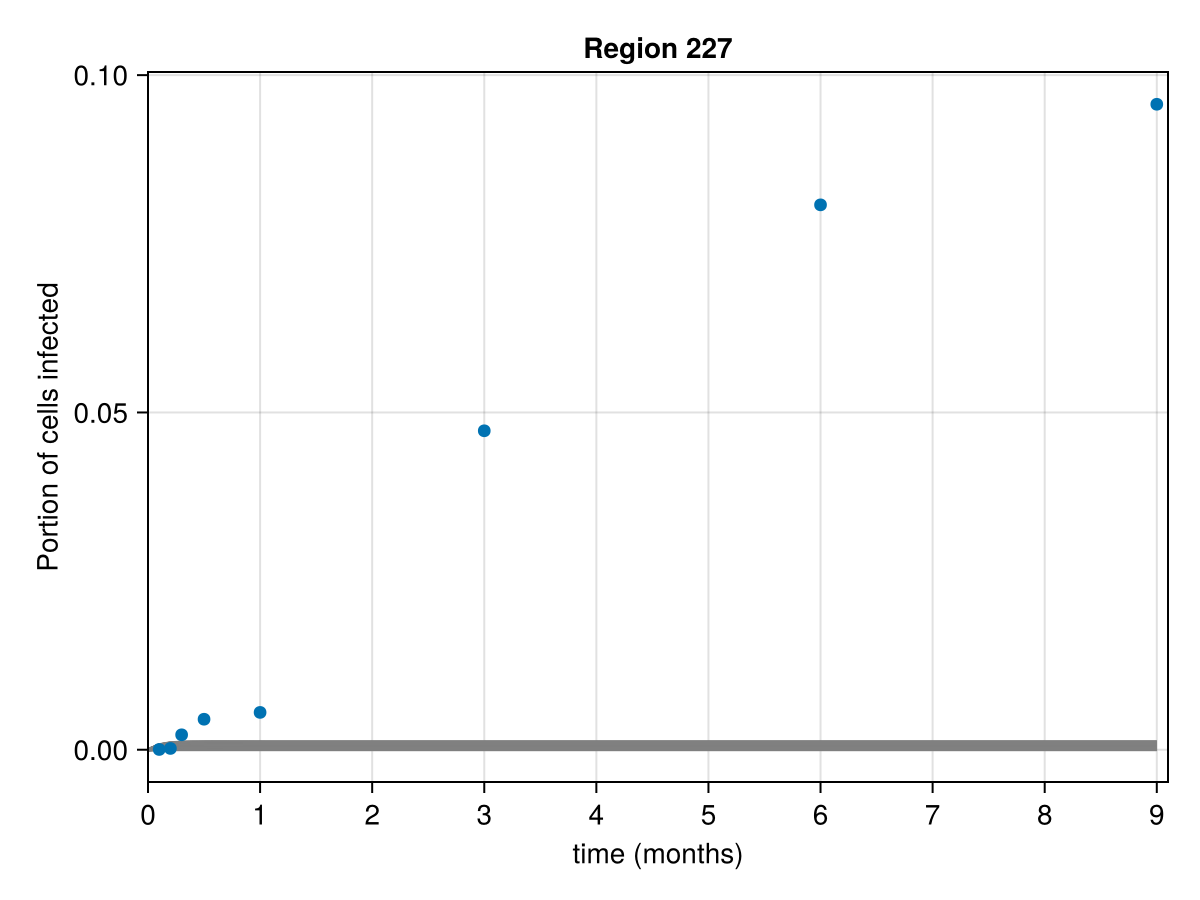 Region 227
0.10
0.05
0.00
Portion of cells infected
0 1 2 3 4 5 6 7 8 9
time (months)